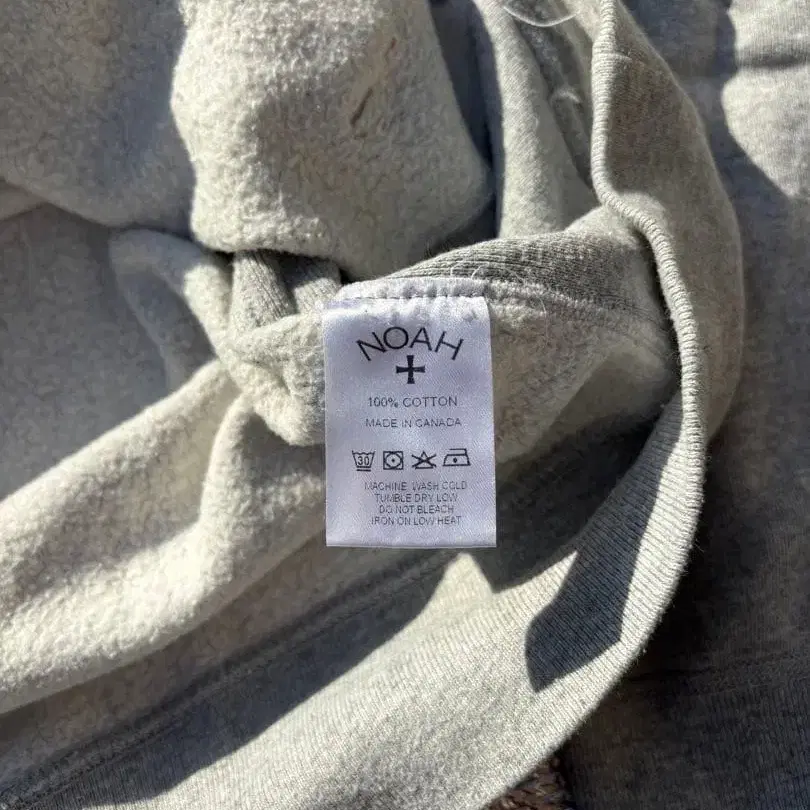 NOAH
100% COTTON
MADE IN CANADA
30
MACHINE WASH COLD
TUMBLE DRY LOW
DO NOT BLEACH
IRON ON LOW HEAT